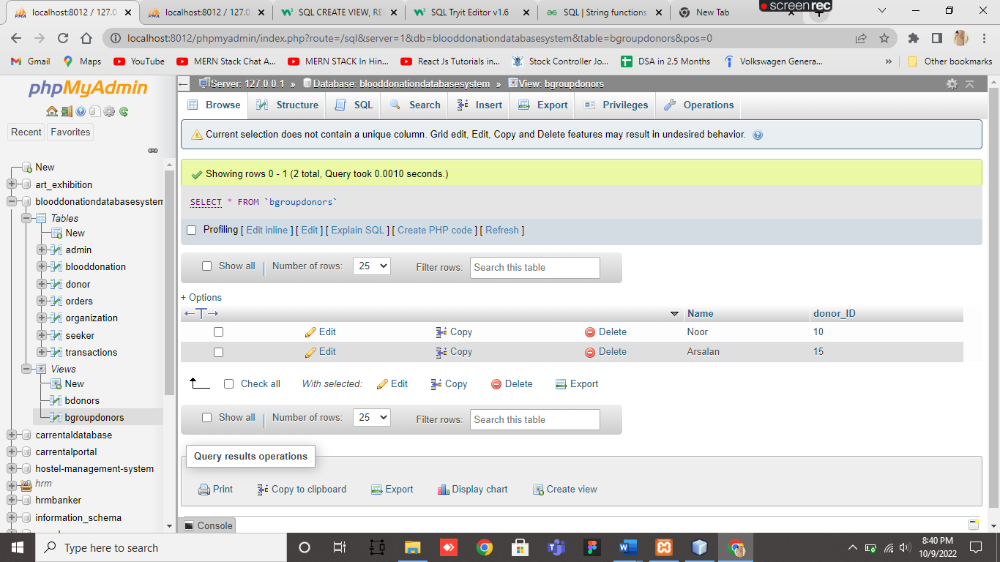 localhost:8012 / 127.0.
localhost:8012 / 127.0.
SQL CREATE VIEW, RE
SQL Tryit Editor v1.6
SQL | String functions
New Tab
screenrec
localhost:8012/phpmyadmin/index.php?route=/sql&server=1&db=blooddonationdatabasesystem&table=bgroupdonors&pos=0
Gmail
Maps
YouTube
MERN Stack Chat A...
MERN STACK In Hin...
React Js Tutorials in...
Stock Controller Jo...
DSA in 2.5 Months
Volkswagen Genera...
»
Other bookmarks
phpMyAdmin
Recent
Favorites
New
art_exhibition
blooddonationdatabasesystem
Tables
New
admin
blooddonation
donor
orders
organization
seeker
transactions
Views
New
bdonors
bgroupdonors
carrentaldatabase
carrentalportal
hostel-management-system
hrm
hrmbanker
information_schema
Server: 127.0.0.1 » Database: blooddonationdatabasesystem » View: bgroupdonors
Browse
Structure
SQL
Search
Insert
Export
Privileges
Operations
Current selection does not contain a unique column. Grid edit, Edit, Copy and Delete features may result in undesired behavior.
Showing rows 0 - 1 (2 total, Query took 0.0010 seconds.)
SELECT * FROM `bgroupdonors`
Profiling [ Edit inline ] [ Edit ] [ Explain SQL ] [ Create PHP code ] [ Refresh ]
Show all | Number of rows: 25 Filter rows: Search this table
+ Options
Name donor_ID
Edit Copy Delete Noor 10
Edit Copy Delete Arsalan 15
Check all With selected: Edit Copy Delete Export
Show all | Number of rows: 25 Filter rows: Search this table
Query results operations
Print Copy to clipboard Export Display chart Create view
Console
Type here to search
8:40 PM
10/9/2022